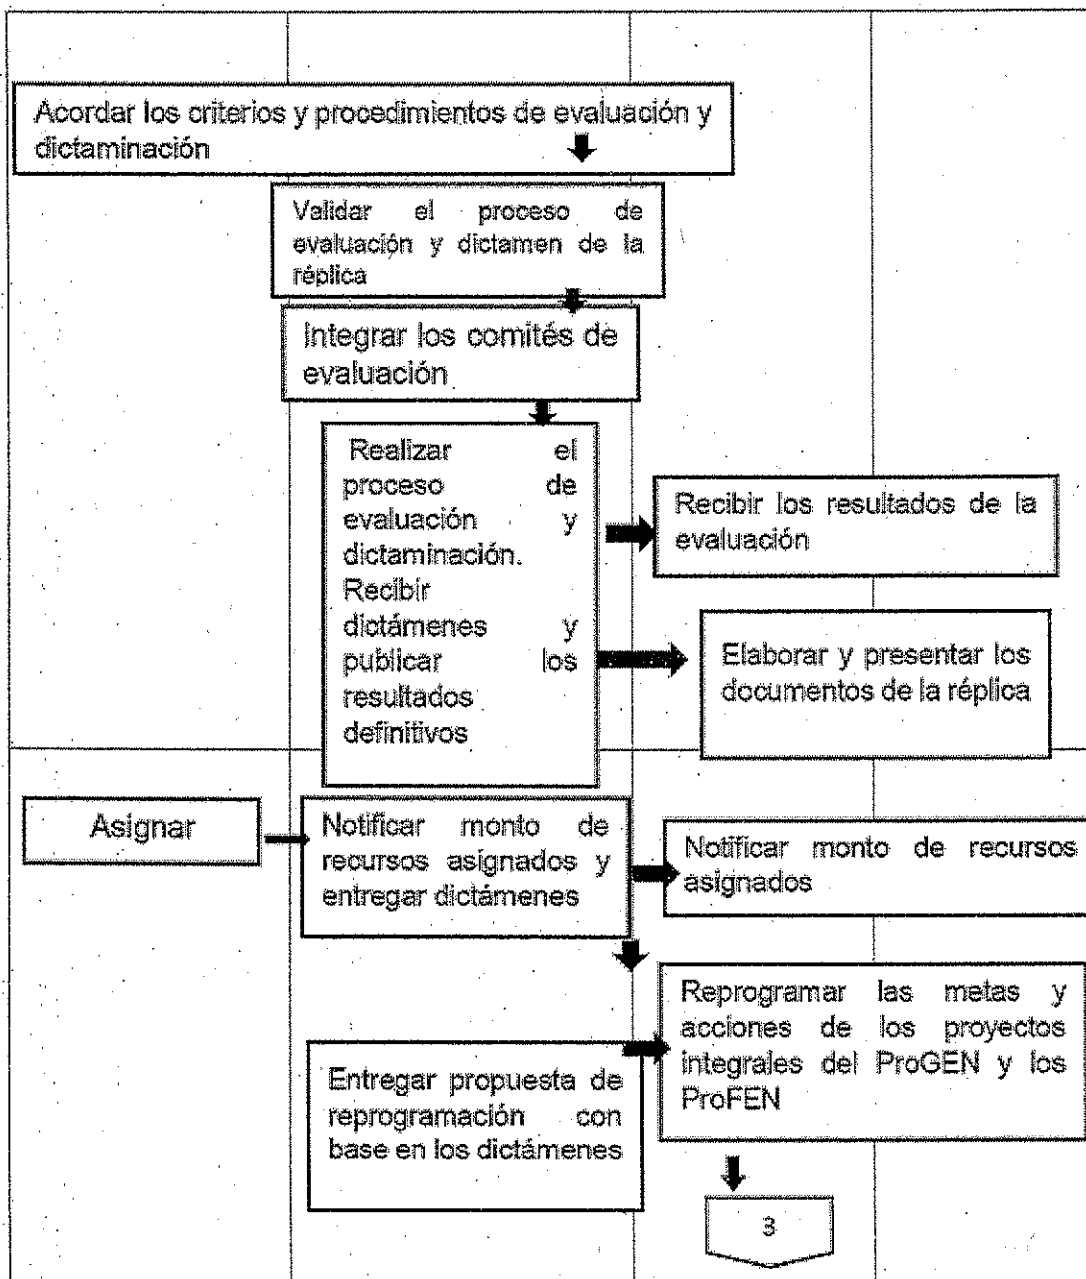 Acordar los criterios y procedimientos de evaluación y
dictaminación
Validar el proceso de
evaluación y dictamen de la
réplica
Integrar los comités de
evaluación
Realizar el
proceso de
evaluación y
dictaminación.
Recibir
dictámenes y
publicar los
resultados
definitivos
Recibir los resultados de la
evaluación
Elaborar y presentar los
documentos de la réplica
Asignar
Notificar monto de
recursos asignados y
entregar dictámenes
Notificar monto de recursos
asignados
Reprogramar las metas y
acciones de los proyectos
integrales del ProGEN y los
ProFEN
Entregar propuesta de
reprogramación con
base en los dictámenes
3